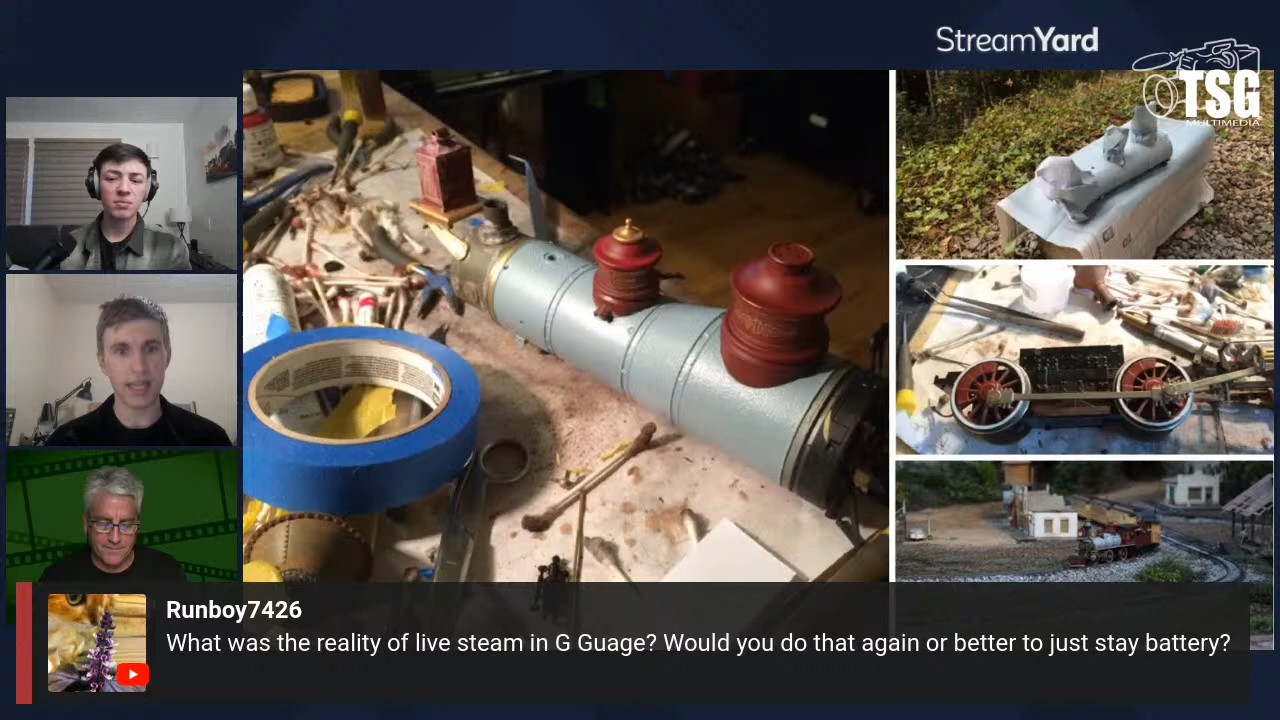 StreamYard
TSG
MULTIMEDIA
Runboy7426
What was the reality of live steam in G Guage? Would you do that again or better to just stay battery?